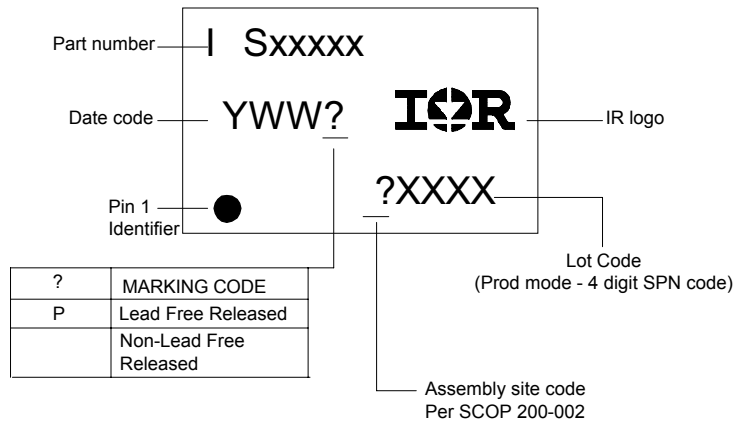 Part number
I Sxxxxx
Date code
YWW?
IOR
IR logo
?XXXX
Pin 1
Identifier
Lot Code
(Prod mode - 4 digit SPN code)
? MARKING CODE
P Lead Free Released
Non-Lead Free
Released
Assembly site code
Per SCOP 200-002